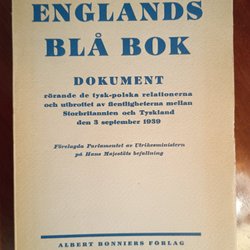 ENGLANDS
BLÅ BOK
DOKUMENT
rörande de tysk-polska relationerna
och utbrottet av fientligheterna mellan
Storbritannien och Tyskland
den 3 september 1939
Förelagda Parlamentet av Utrikesministern
på Hans Majestäts befallning
ALBERT BONNIERS FÖRLAG